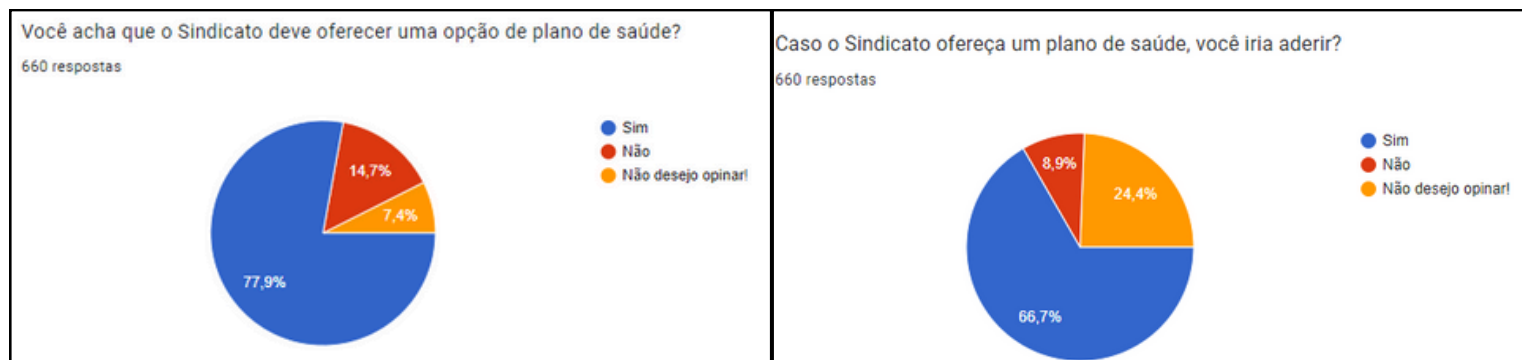 Você acha que o Sindicato deve oferecer uma opção de plano de saúde?
660 respostas
Sim
Não
Não desejo opinar!
14,7%
7,4%
77,9%
Caso o Sindicato ofereça um plano de saúde, você iria aderir?
660 respostas
Sim
Não
Não desejo opinar!
8,9%
24,4%
66,7%